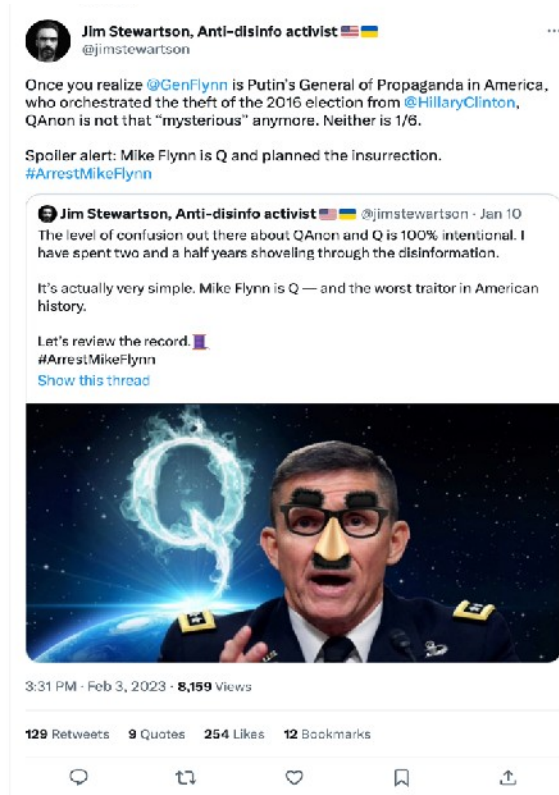 Jim Stewartson, Anti-disinfo activist 🇺🇸🇺🇦
@jimstewartson
Once you realize @GenFlynn is Putin's General of Propaganda in America,
who orchestrated the theft of the 2016 election from @HillaryClinton,
QAnon is not that “mysterious” anymore. Neither is 1/6.
Spoiler alert: Mike Flynn is Q and planned the insurrection.
#ArrestMikeFlynn
Jim Stewartson, Anti-disinfo activist 🇺🇸🇺🇦 @jimstewartson · Jan 10
The level of confusion out there about QAnon and Q is 100% intentional. I
have spent two and a half years shoveling through the disinformation.
It's actually very simple. Mike Flynn is Q — and the worst traitor in American
history.
Let's review the record.🧵
#ArrestMikeFlynn
Show this thread
Q
3:31 PM · Feb 3, 2023 · 8,159 Views
129 Retweets 9 Quotes 254 Likes 12 Bookmarks